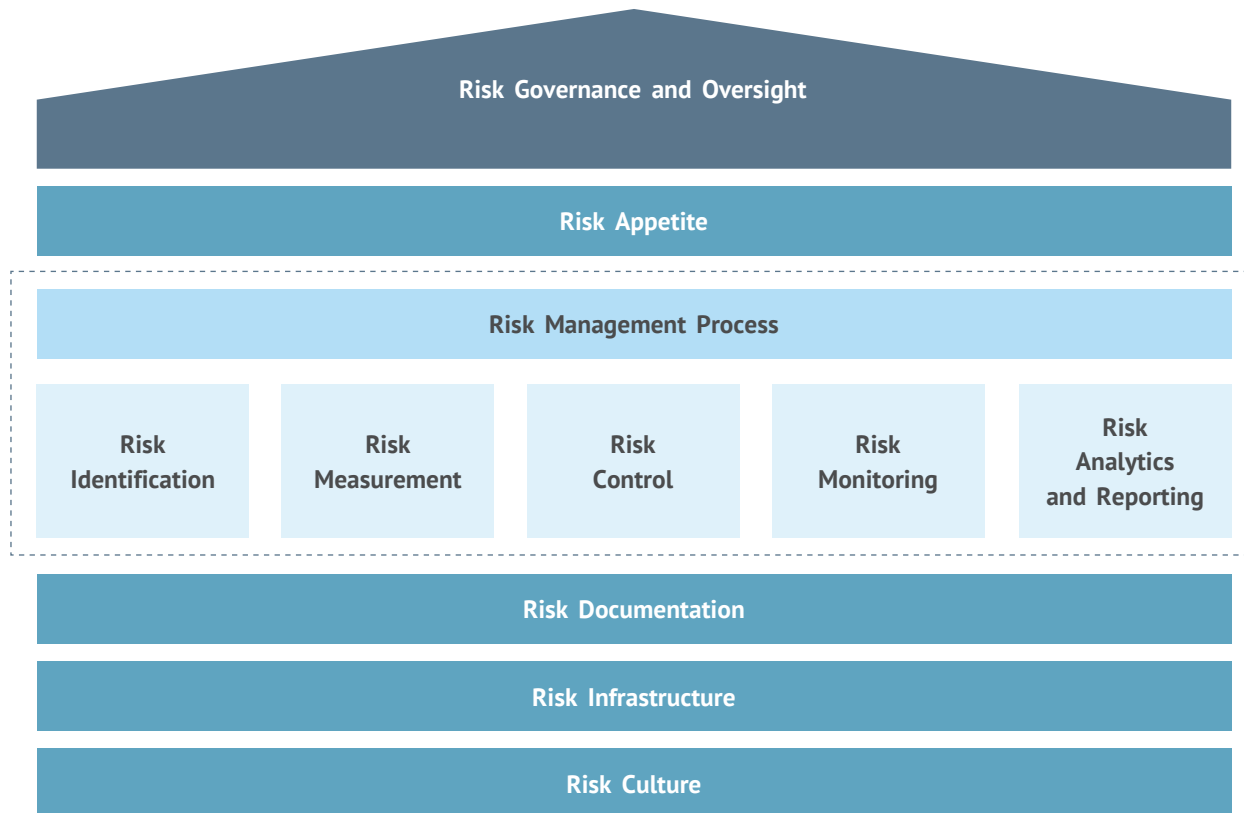 Risk Governance and Oversight
Risk Appetite
Risk Management Process
Risk
Identification
Risk
Measurement
Risk
Control
Risk
Monitoring
Risk
Analytics
and Reporting
Risk Documentation
Risk Infrastructure
Risk Culture